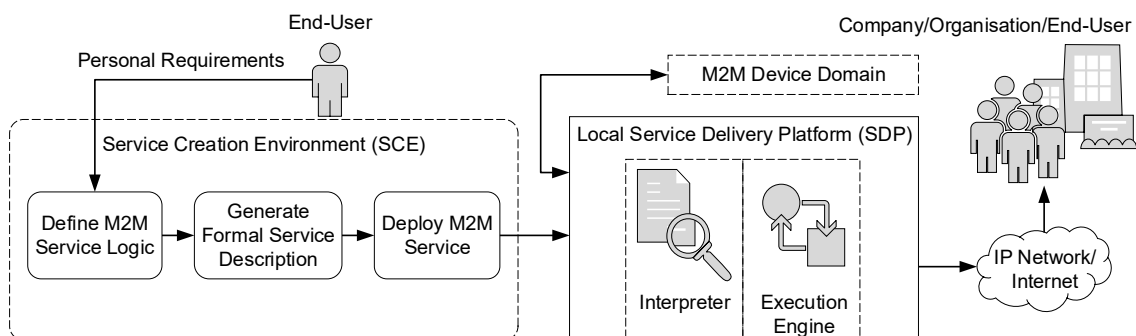 End-User
Company/Organisation/End-User
Personal Requirements
M2M Device Domain
Service Creation Environment (SCE)
Local Service Delivery Platform (SDP)
Define M2M
Service Logic
Generate
Formal Service
Description
Deploy M2M
Service
IP Network/
Internet
Interpreter
Execution
Engine